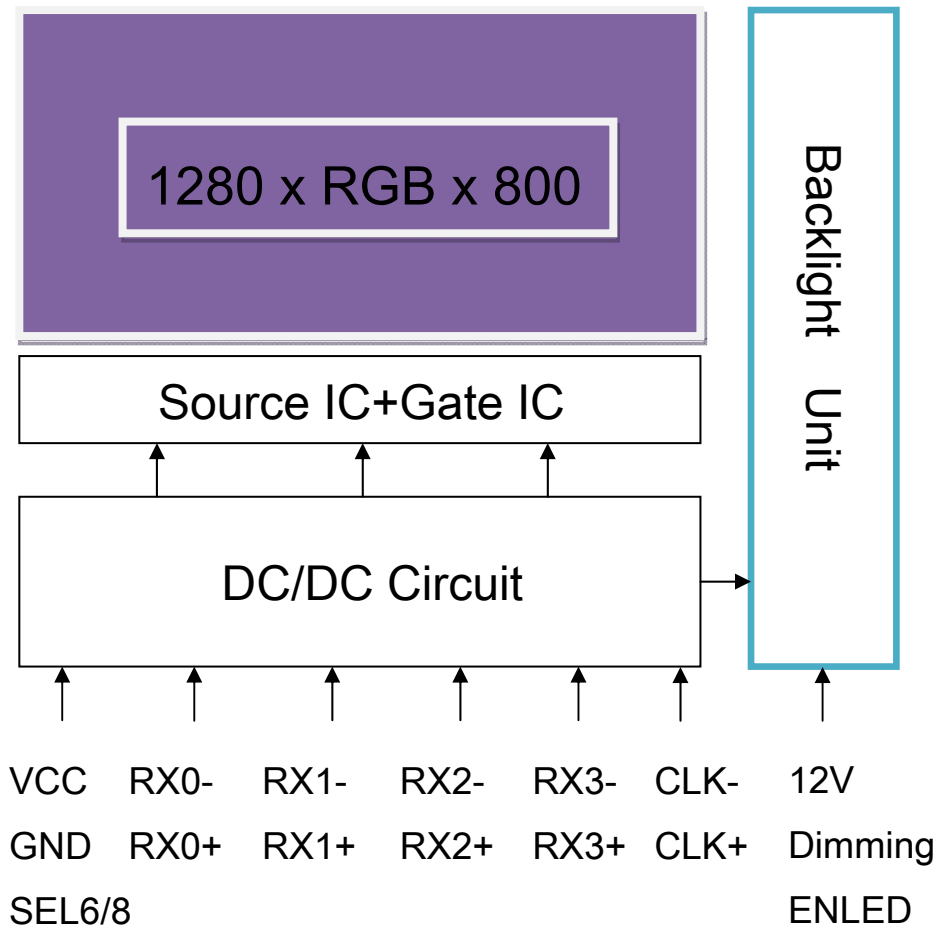 1280 x RGB x 800
Backlight Unit
Source IC+Gate IC
DC/DC Circuit
VCC RX0- RX1- RX2- RX3- CLK- 12V
GND RX0+ RX1+ RX2+ RX3+ CLK+ Dimming
SEL6/8 ENLED